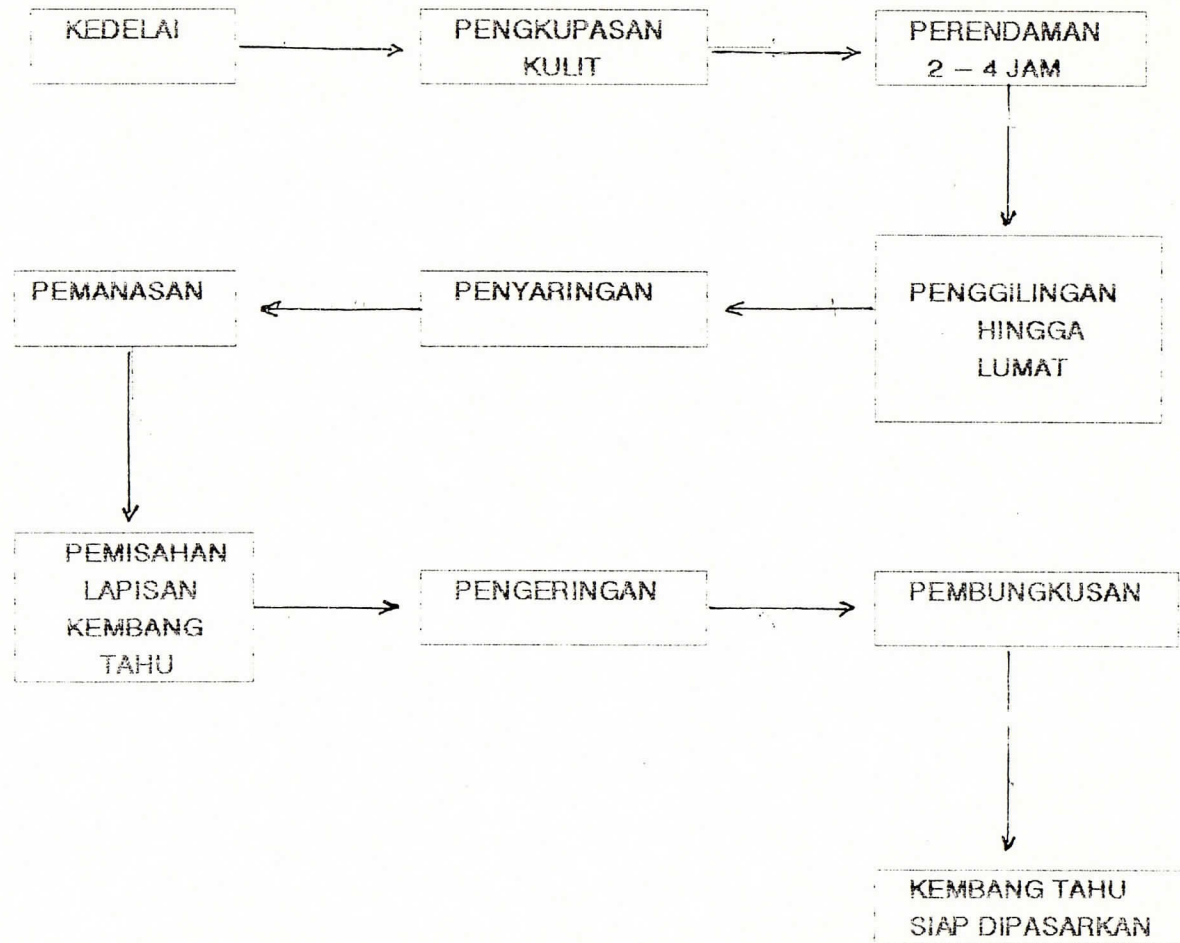 KEDELAI
PENGKUPASAN
KULIT
PERENDAMAN
2 – 4 JAM
PENGGILINGAN
HINGGA
LUMAT
PENYARINGAN
PEMANASAN
PEMISAHAN
LAPISAN
KEMBANG
TAHU
PENGERINGAN
PEMBUNGKUSAN
KEMBANG TAHU
SIAP DIPASARKAN